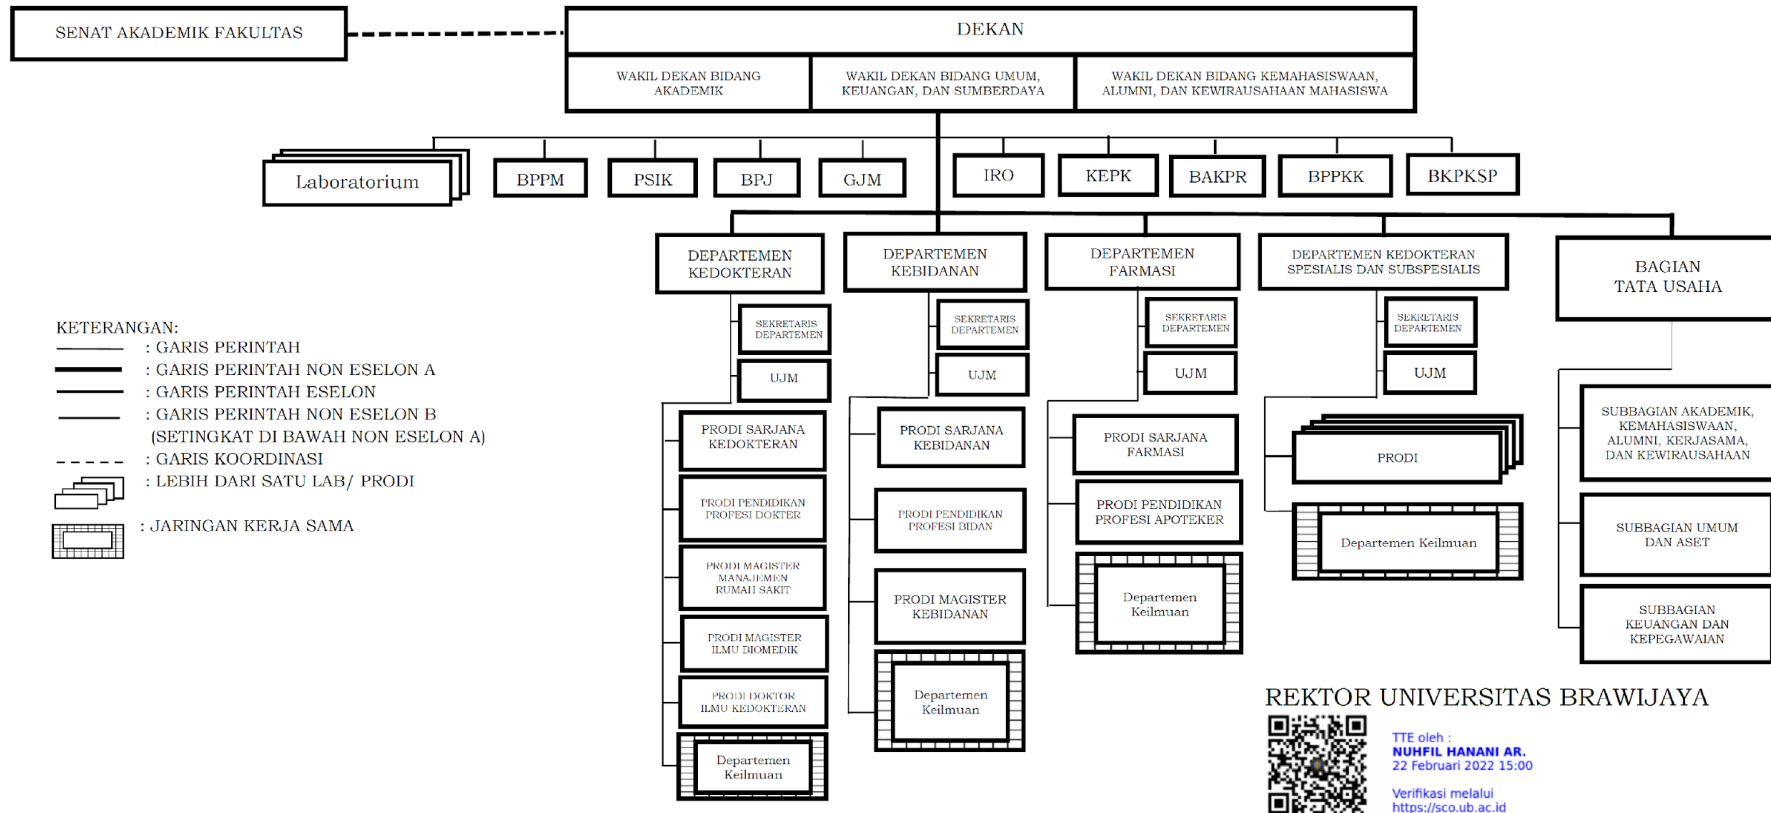 SENAT AKADEMIK FAKULTAS
DEKAN
WAKIL DEKAN BIDANG
AKADEMIK
WAKIL DEKAN BIDANG UMUM,
KEUANGAN, DAN SUMBERDAYA
WAKIL DEKAN BIDANG KEMAHASISWAAN,
ALUMNI, DAN KEWIRAUSAHAAN MAHASISWA
Laboratorium
BPPM
PSIK
BPJ
GJM
IRO
KEPK
BAKPR
BPPKK
BKPKSP
DEPARTEMEN
KEDOKTERAN
SEKRETARIS
DEPARTEMEN
UJM
PRODI SARJANA
KEDOKTERAN
PRODI PENDIDIKAN
PROFESI DOKTER
PRODI MAGISTER
MANAJEMEN
RUMAH SAKIT
PRODI MAGISTER
ILMU BIOMEDIK
PRODI DOKTOR
ILMU KEDOKTERAN
Departemen
Keilmuan
DEPARTEMEN
KEBIDANAN
SEKRETARIS
DEPARTEMEN
UJM
PRODI SARJANA
KEBIDANAN
PRODI PENDIDIKAN
PROFESI BIDAN
PRODI MAGISTER
KEBIDANAN
Departemen
Keilmuan
DEPARTEMEN
FARMASI
SEKRETARIS
DEPARTEMEN
UJM
PRODI SARJANA
FARMASI
PRODI PENDIDIKAN
PROFESI APOTEKER
Departemen
Keilmuan
DEPARTEMEN KEDOKTERAN
SPESIALIS DAN SUBSPESIALIS
SEKRETARIS
DEPARTEMEN
UJM
PRODI
Departemen Keilmuan
BAGIAN
TATA USAHA
SUBBAGIAN AKADEMIK,
KEMAHASISWAAN,
ALUMNI, KERJASAMA,
DAN KEWIRAUSAHAAN
SUBBAGIAN UMUM
DAN ASET
SUBBAGIAN
KEUANGAN DAN
KEPEGAWAIAN
KETERANGAN:
: GARIS PERINTAH
: GARIS PERINTAH NON ESELON A
: GARIS PERINTAH ESELON
: GARIS PERINTAH NON ESELON B
(SETINGKAT DI BAWAH NON ESELON A)
: GARIS KOORDINASI
: LEBIH DARI SATU LAB/ PRODI
: JARINGAN KERJA SAMA
REKTOR UNIVERSITAS BRAWIJAYA
TTE oleh :
NUHFIL HANANI AR.
22 Februari 2022 15:00
Verifikasi melalui
https://sco.ub.ac.id